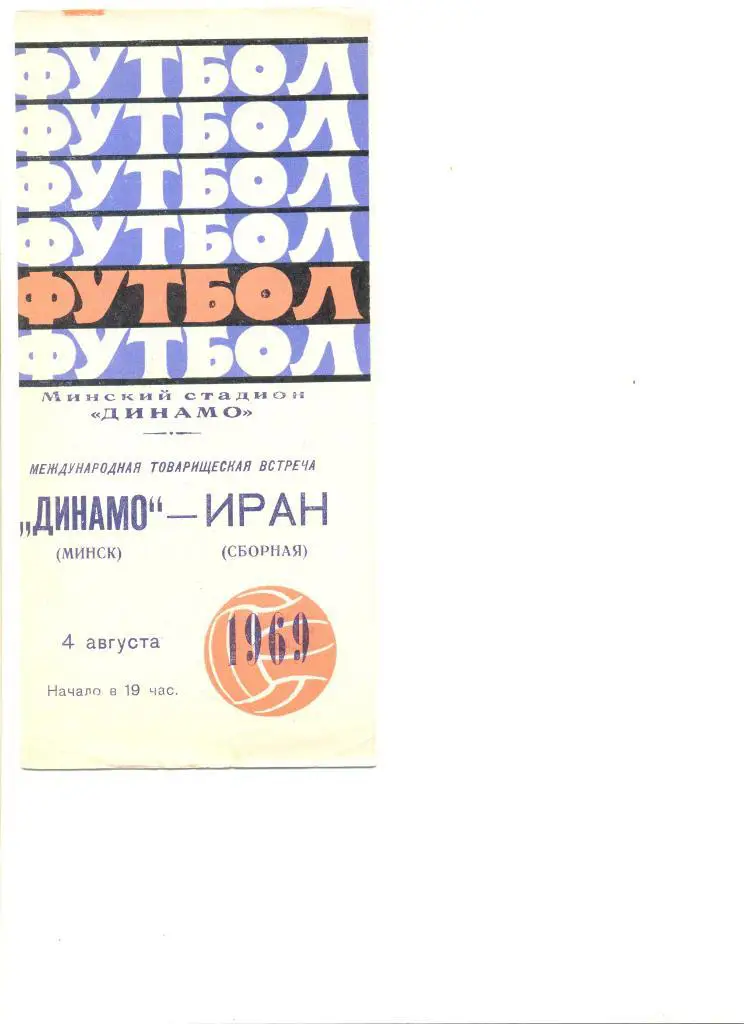 ФУТБОЛ
ФУТБОЛ
ФУТБОЛ
ФУТБОЛ
ФУТБОЛ
ФУТБОЛ
Минский стадион
«ДИНАМО»
МЕЖДУНАРОДНАЯ ТОВАРИЩЕСКАЯ ВСТРЕЧА
„ДИНАМО“ — ИРАН
(МИНСК) (СБОРНАЯ)
4 августа 1969
Начало в 19 час.